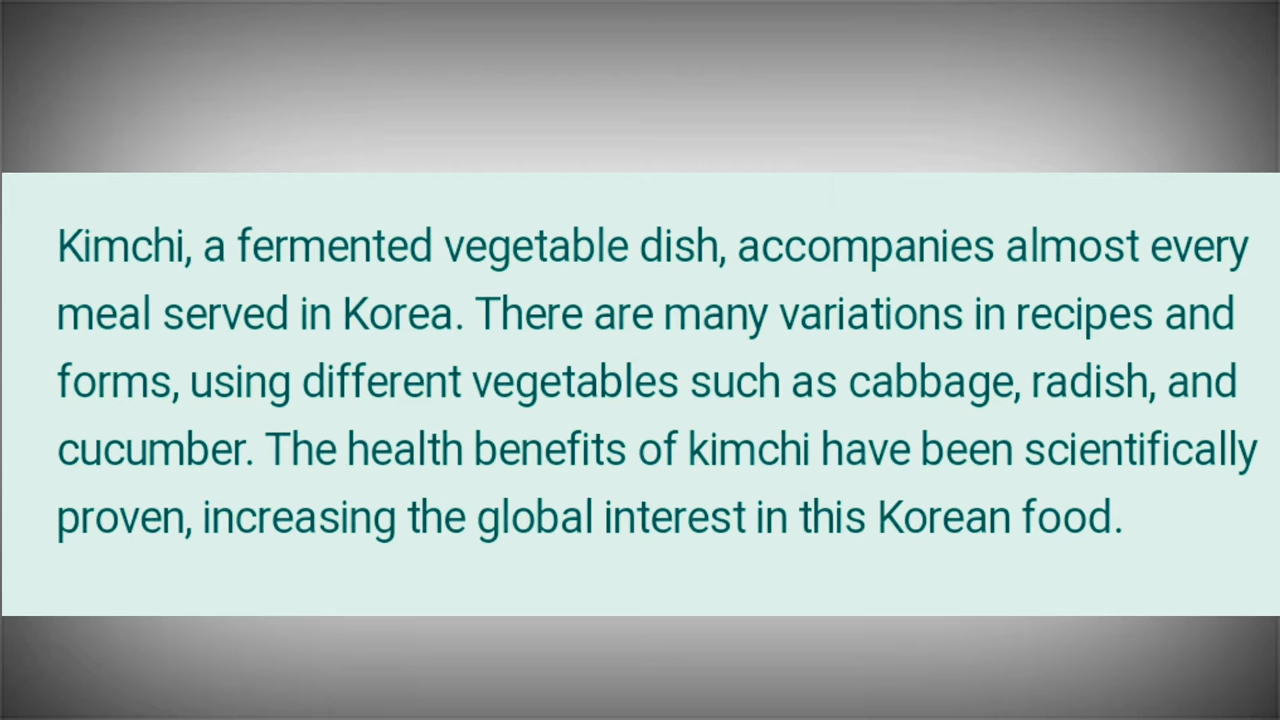 Kimchi, a fermented vegetable dish, accompanies almost every
meal served in Korea. There are many variations in recipes and
forms, using different vegetables such as cabbage, radish, and
cucumber. The health benefits of kimchi have been scientifically
proven, increasing the global interest in this Korean food.